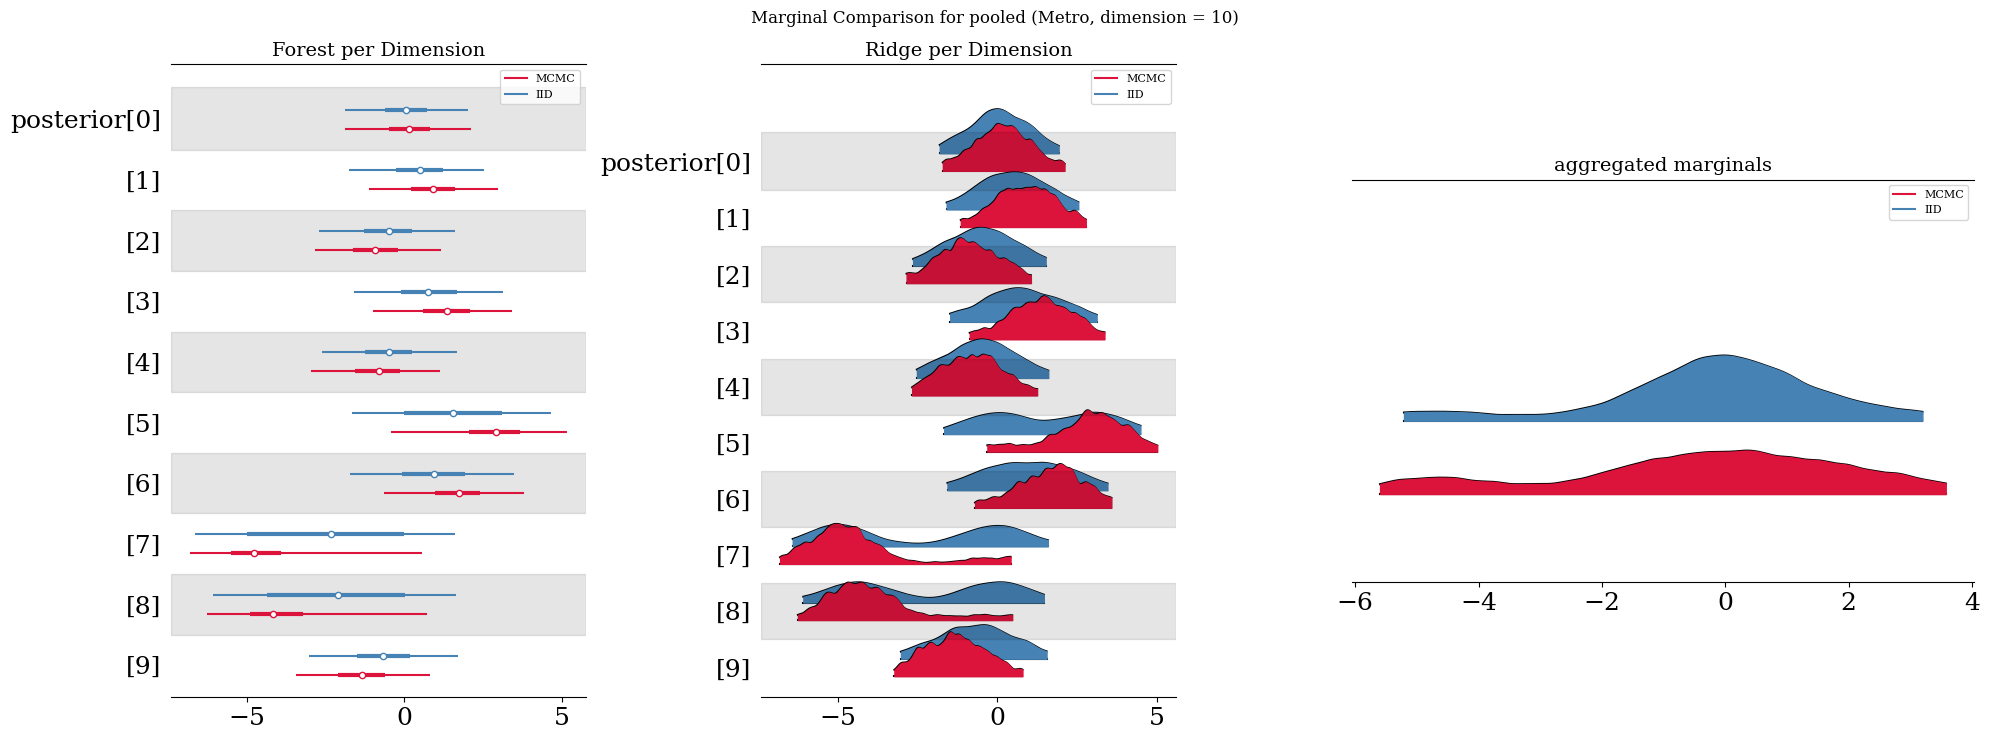 Marginal Comparison for pooled (Metro, dimension = 10)
Forest per Dimension
MCMC
IID
posterior[0]
[1]
[2]
[3]
[4]
[5]
[6]
[7]
[8]
[9]
−5 0 5
Ridge per Dimension
MCMC
IID
posterior[0]
[1]
[2]
[3]
[4]
[5]
[6]
[7]
[8]
[9]
−5 0 5
aggregated marginals
MCMC
IID
−6 −4 −2 0 2 4